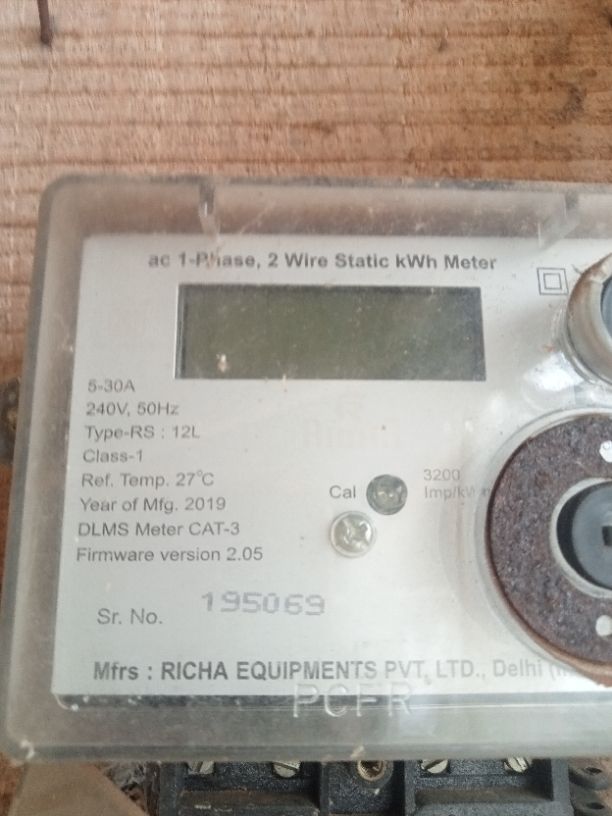 ac 1-Phase, 2 Wire Static kWh Meter
5-30A
240V, 50Hz
Type-RS : 12L
Class-1
Ref. Temp. 27°C
Year of Mfg. 2019
DLMS Meter CAT-3
Firmware version 2.05
Cal
3200
Imp/kWh
Sr. No. 195069
Mfrs : RICHA EQUIPMENTS PVT. LTD., Delhi
PCFR